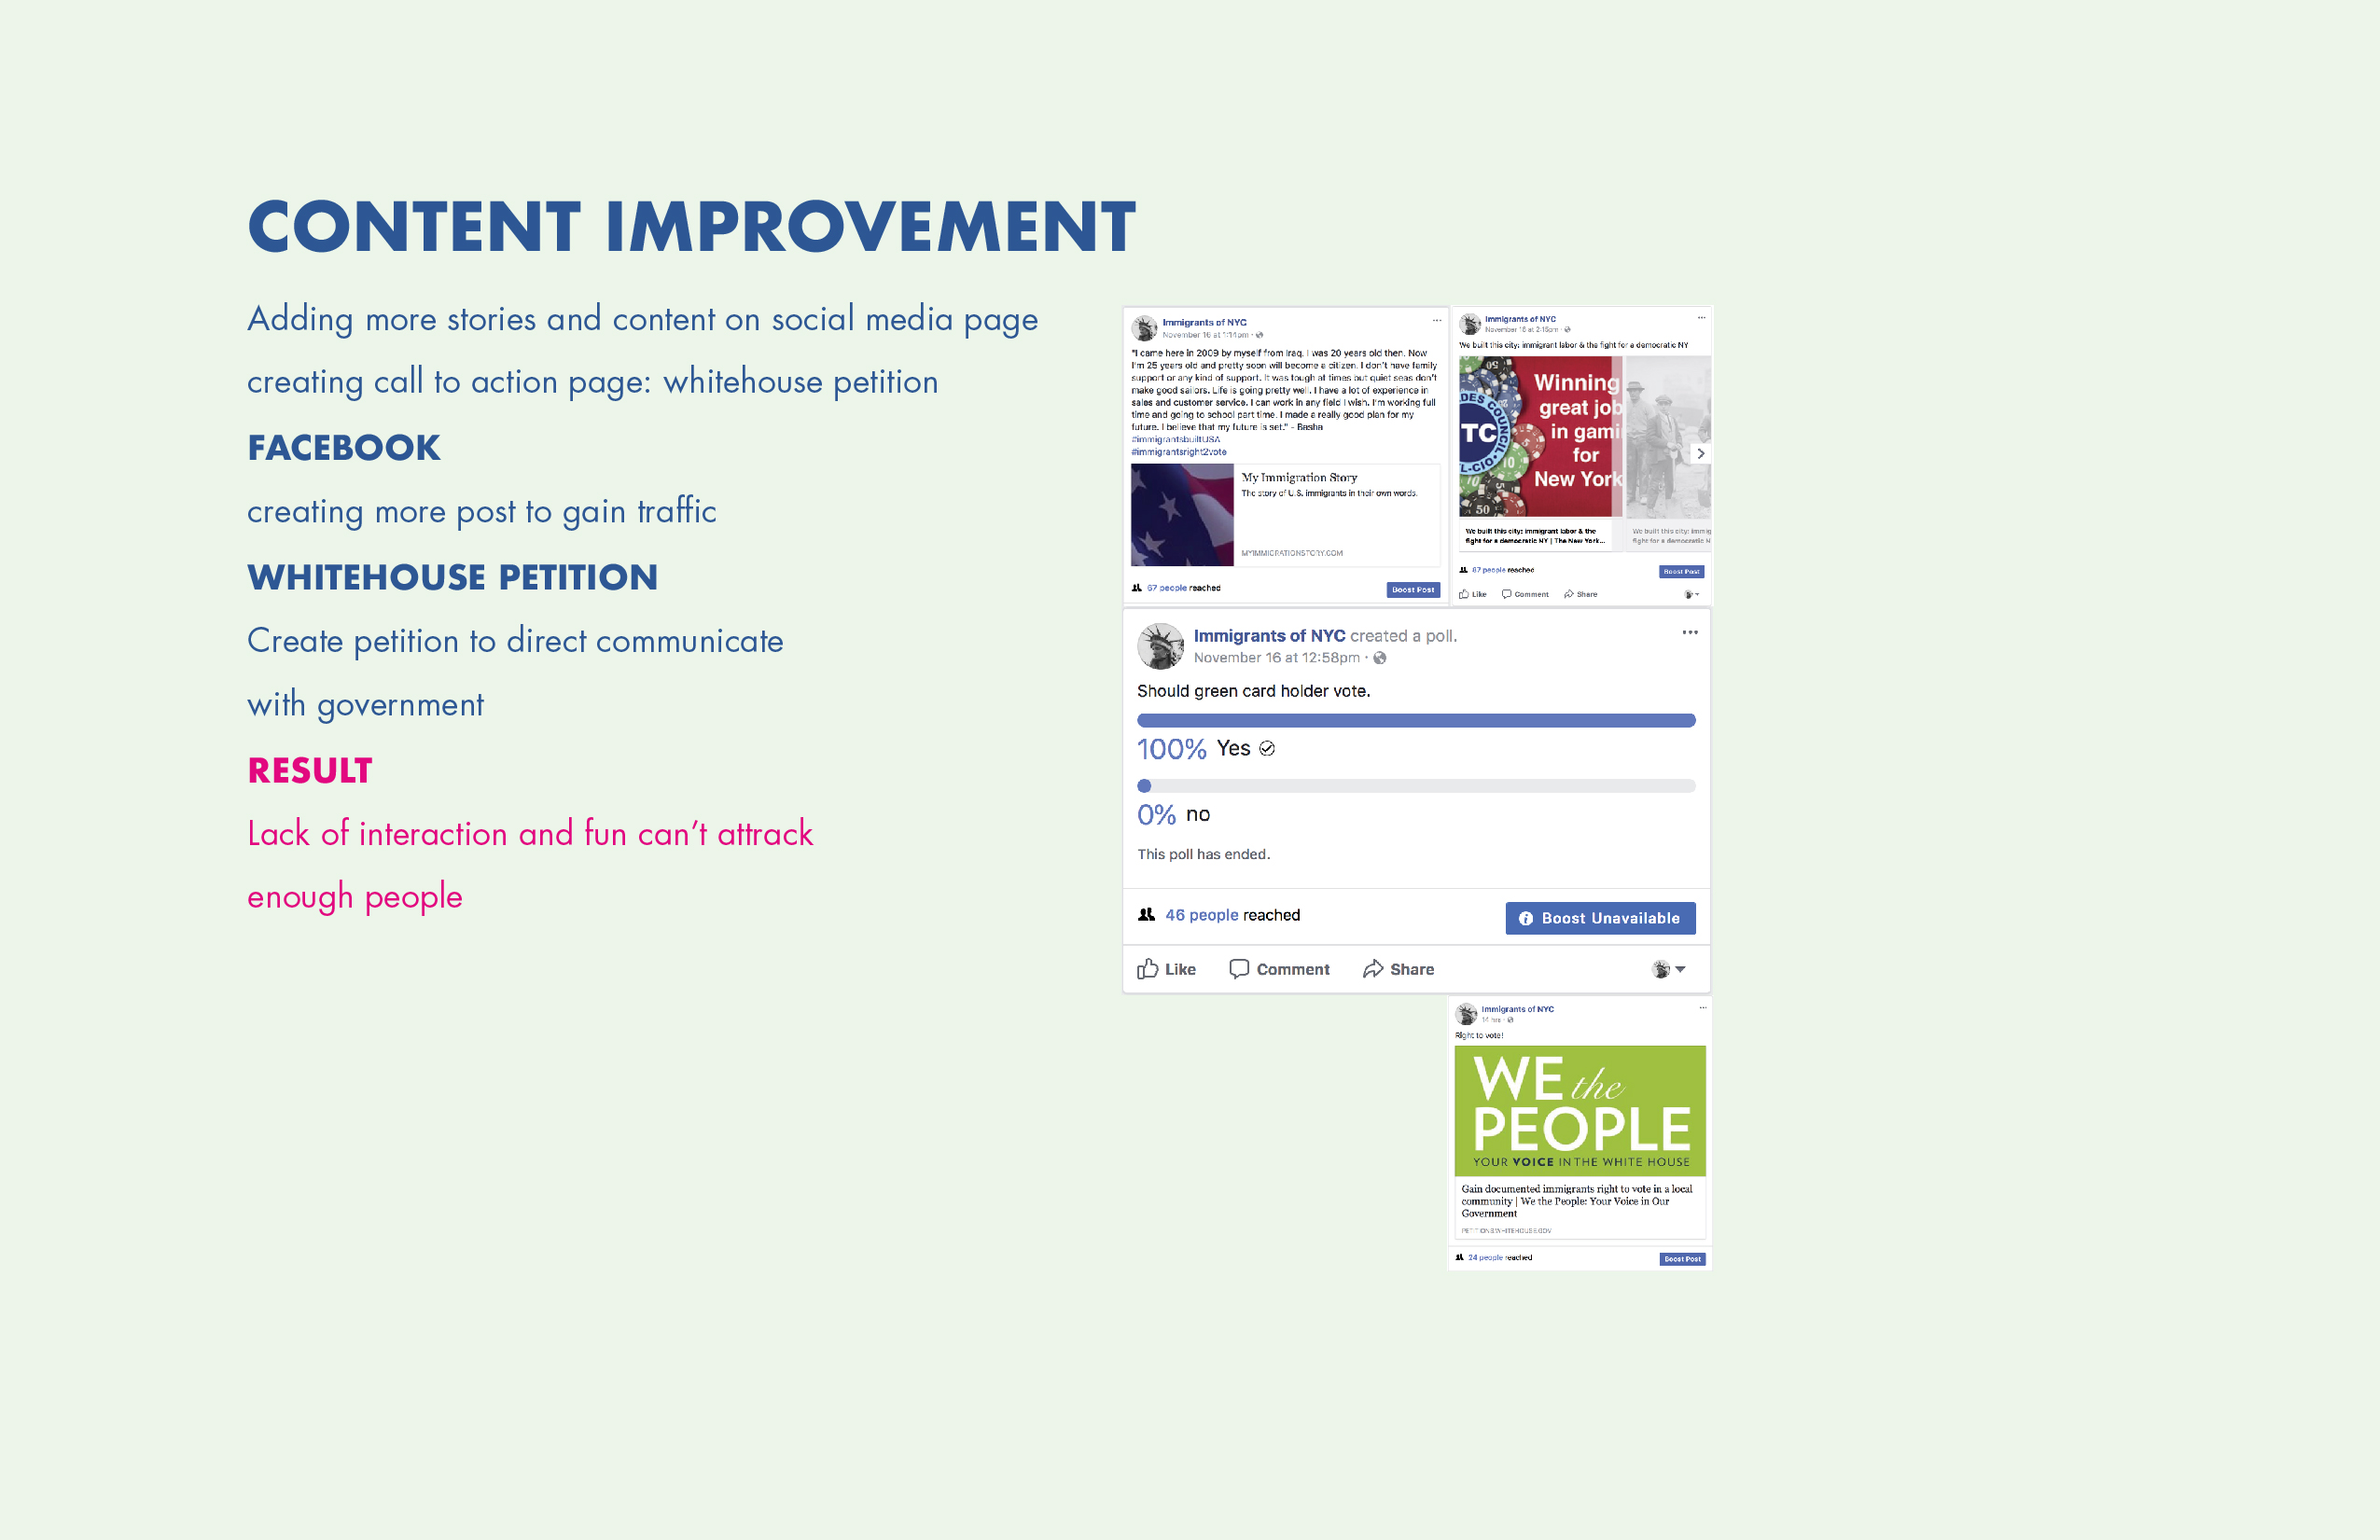 CONTENT IMPROVEMENT
Adding more stories and content on social media page
creating call to action page: whitehouse petition
FACEBOOK
creating more post to gain traffic
WHITEHOUSE PETITION
Create petition to direct communicate
with government
RESULT
Lack of interaction and fun can’t attrack
enough people
Immigrants of NYC
November 16 at 1:14pm ·
"I came here in 2009 by myself from Iraq. I was 20 years old then. Now
I'm 25 years old and pretty soon will become a citizen. I don't have family
support or any kind of support. It was tough at times but quiet seas don't
make good sailors. Life is going pretty well. I have a lot of experience in
sales and customer service. I can work in any field I wish. I'm working full
time and going to school part time. I made a really good plan for my
future. I believe that my future is set." - Basha
#immigrantsbuiltUSA
#immigrantsright2vote
My Immigration Story
The story of U.S. immigrants in their own words.
MYIMMIGRATIONSTORY.COM
67 people reached
Boost Post
Immigrants of NYC
November 16 at 2:16pm ·
We built this city: immigrant labor & the fight for a democratic NY
DES COUNCIL
TC
L-CIO
Winning
great job
in gami
for
New York
We built this city: immigrant labor & the
fight for a democratic NY | The New York...
We built this city: immig
fight for a democratic N
67 people reached
Boost Post
Like Comment Share
Immigrants of NYC created a poll.
November 16 at 12:58pm ·
Should green card holder vote.
100% Yes
0% no
This poll has ended.
46 people reached
Boost Unavailable
Like Comment Share
Immigrants of NYC
14 hrs ·
Right to vote!
WE the
PEOPLE
YOUR VOICE IN THE WHITE HOUSE
Gain documented immigrants right to vote in a local
community | We the People: Your Voice in Our
Government
PETITIONS.WHITEHOUSE.GOV
24 people reached
Boost Post